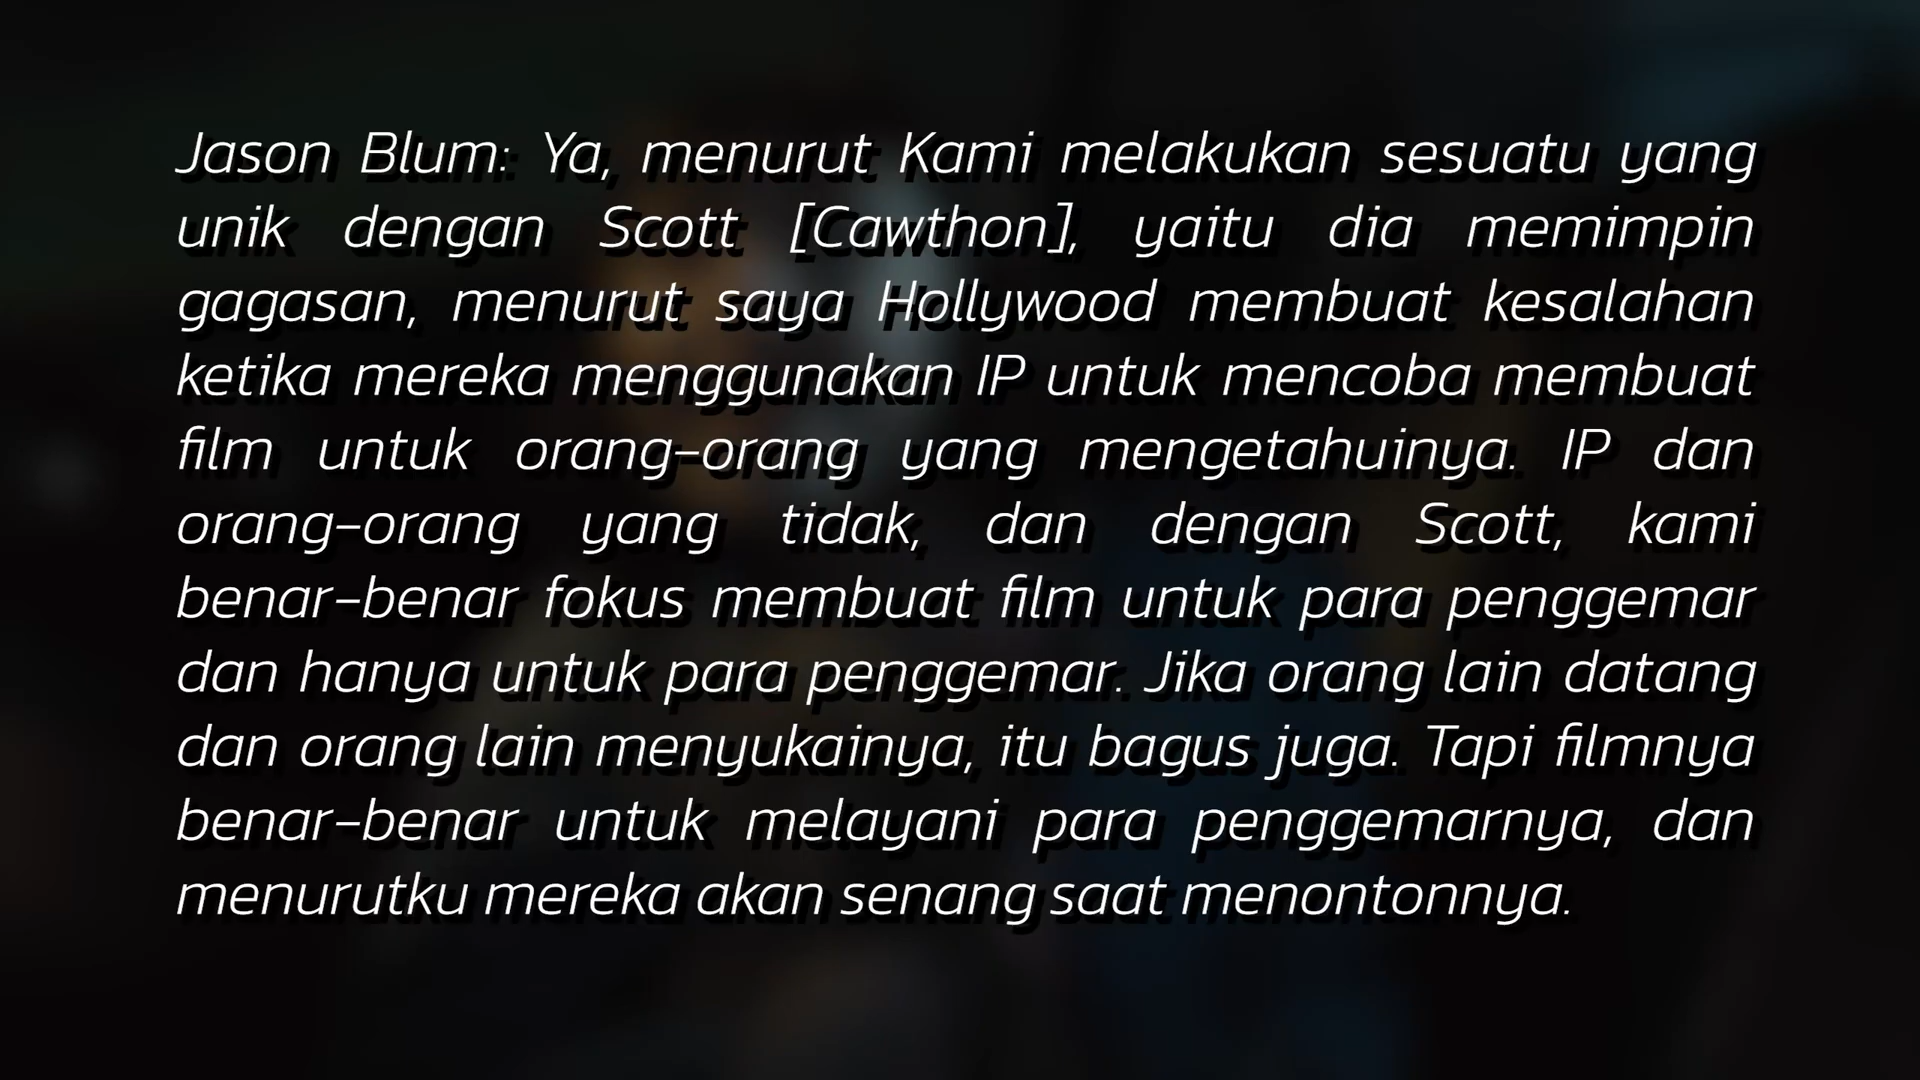 Jason Blum: Ya, menurut Kami melakukan sesuatu yang
unik dengan Scott [Cawthon], yaitu dia memimpin
gagasan, menurut saya Hollywood membuat kesalahan
ketika mereka menggunakan IP untuk mencoba membuat
film untuk orang-orang yang mengetahuinya. IP dan
orang-orang yang tidak, dan dengan Scott, kami
benar-benar fokus membuat film untuk para penggemar
dan hanya untuk para penggemar. Jika orang lain datang
dan orang lain menyukainya, itu bagus juga. Tapi filmnya
benar-benar untuk melayani para penggemarnya, dan
menurutku mereka akan senang saat menontonnya.